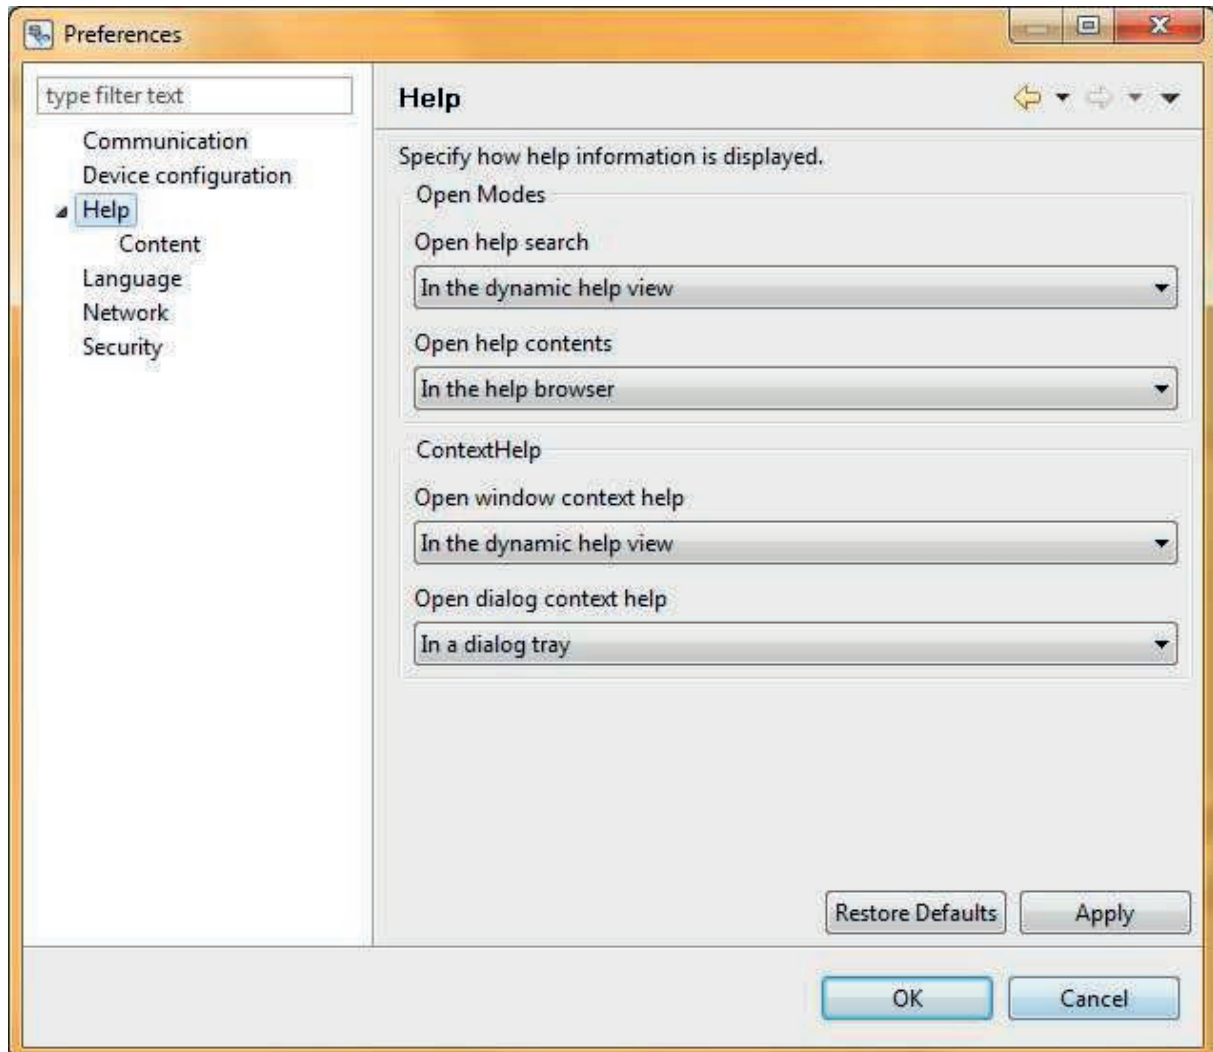 Preferences
type filter text
Communication
Device configuration
Help
Content
Language
Network
Security
Help
Specify how help information is displayed.
Open Modes
Open help search
In the dynamic help view
Open help contents
In the help browser
ContextHelp
Open window context help
In the dynamic help view
Open dialog context help
In a dialog tray
Restore Defaults
Apply
OK
Cancel